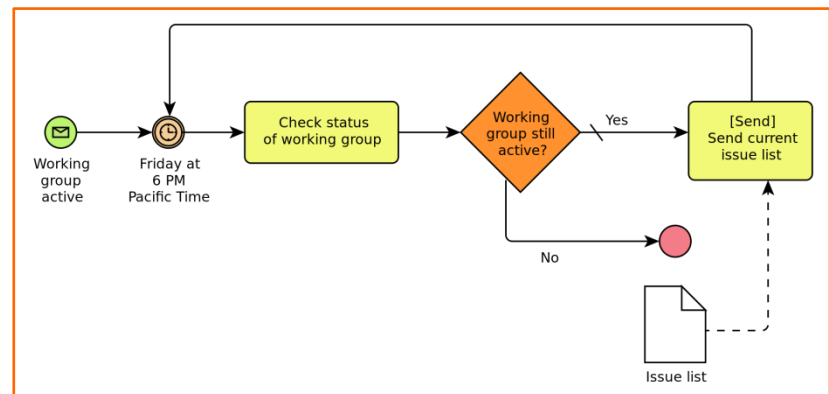 Working
group
active
Friday at
6 PM
Pacific Time
Check status
of working group
Working
group still
active?
Yes
[Send]
Send current
issue list
No
Issue list